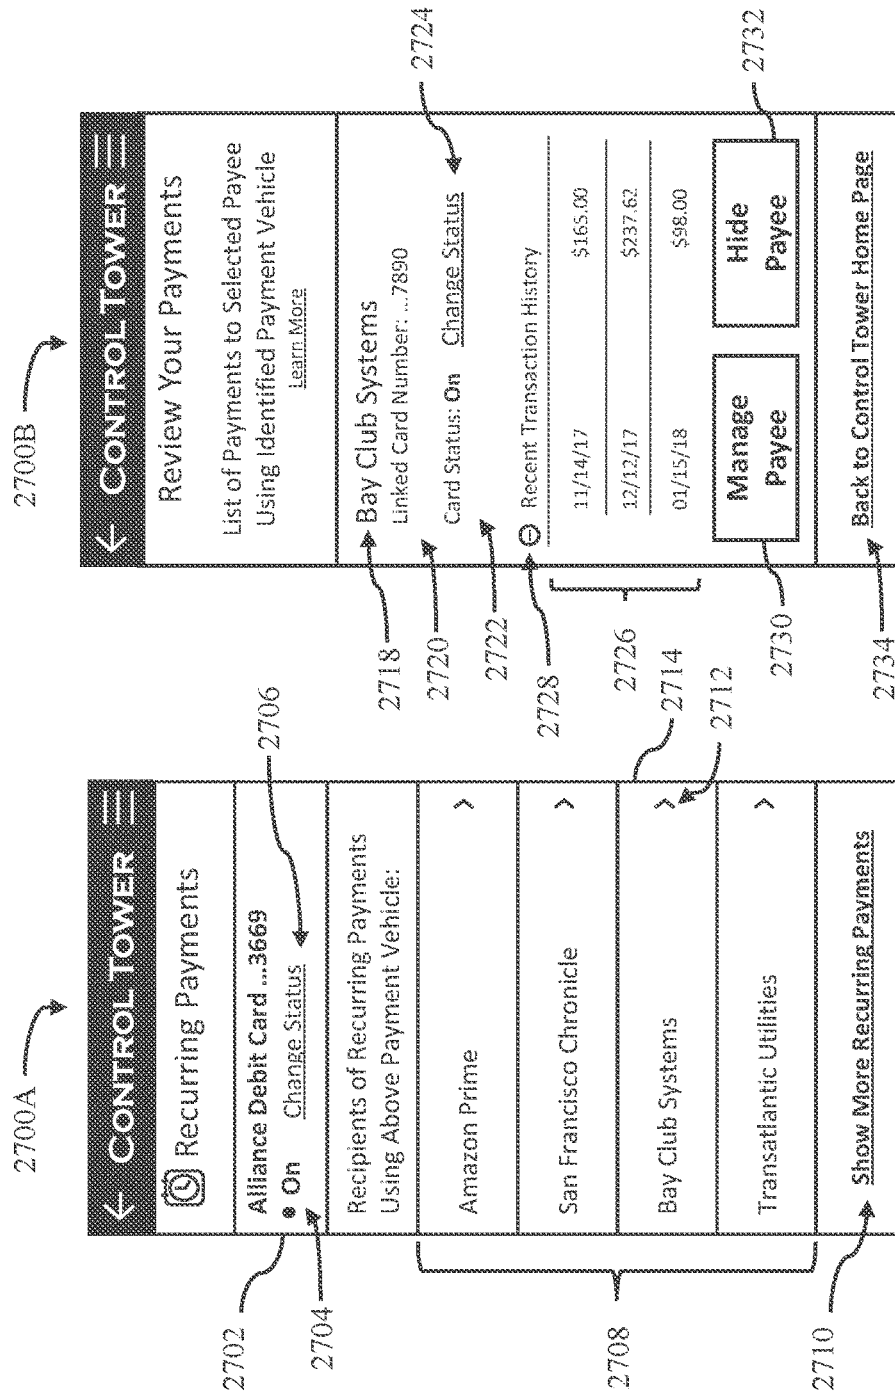 2700A
← CONTROL TOWER
Recurring Payments
2702
Alliance Debit Card ...3669
2704
• On Change Status
2706
Recipients of Recurring Payments
Using Above Payment Vehicle:
2708
Amazon Prime >
San Francisco Chronicle >
2714
Bay Club Systems >
2712
Transatlantic Utilities >
2710
Show More Recurring Payments
2700B
← CONTROL TOWER
Review Your Payments
List of Payments to Selected Payee
Using Identified Payment Vehicle
Learn More
2718
Bay Club Systems
2720
Linked Card Number: ...7890
2722
Card Status: On Change Status
2724
2728
Recent Transaction History
2726
11/14/17 $165.00
12/12/17 $237.62
01/15/18 $98.00
2730
Manage
Payee
Hide
Payee
2732
2734
Back to Control Tower Home Page